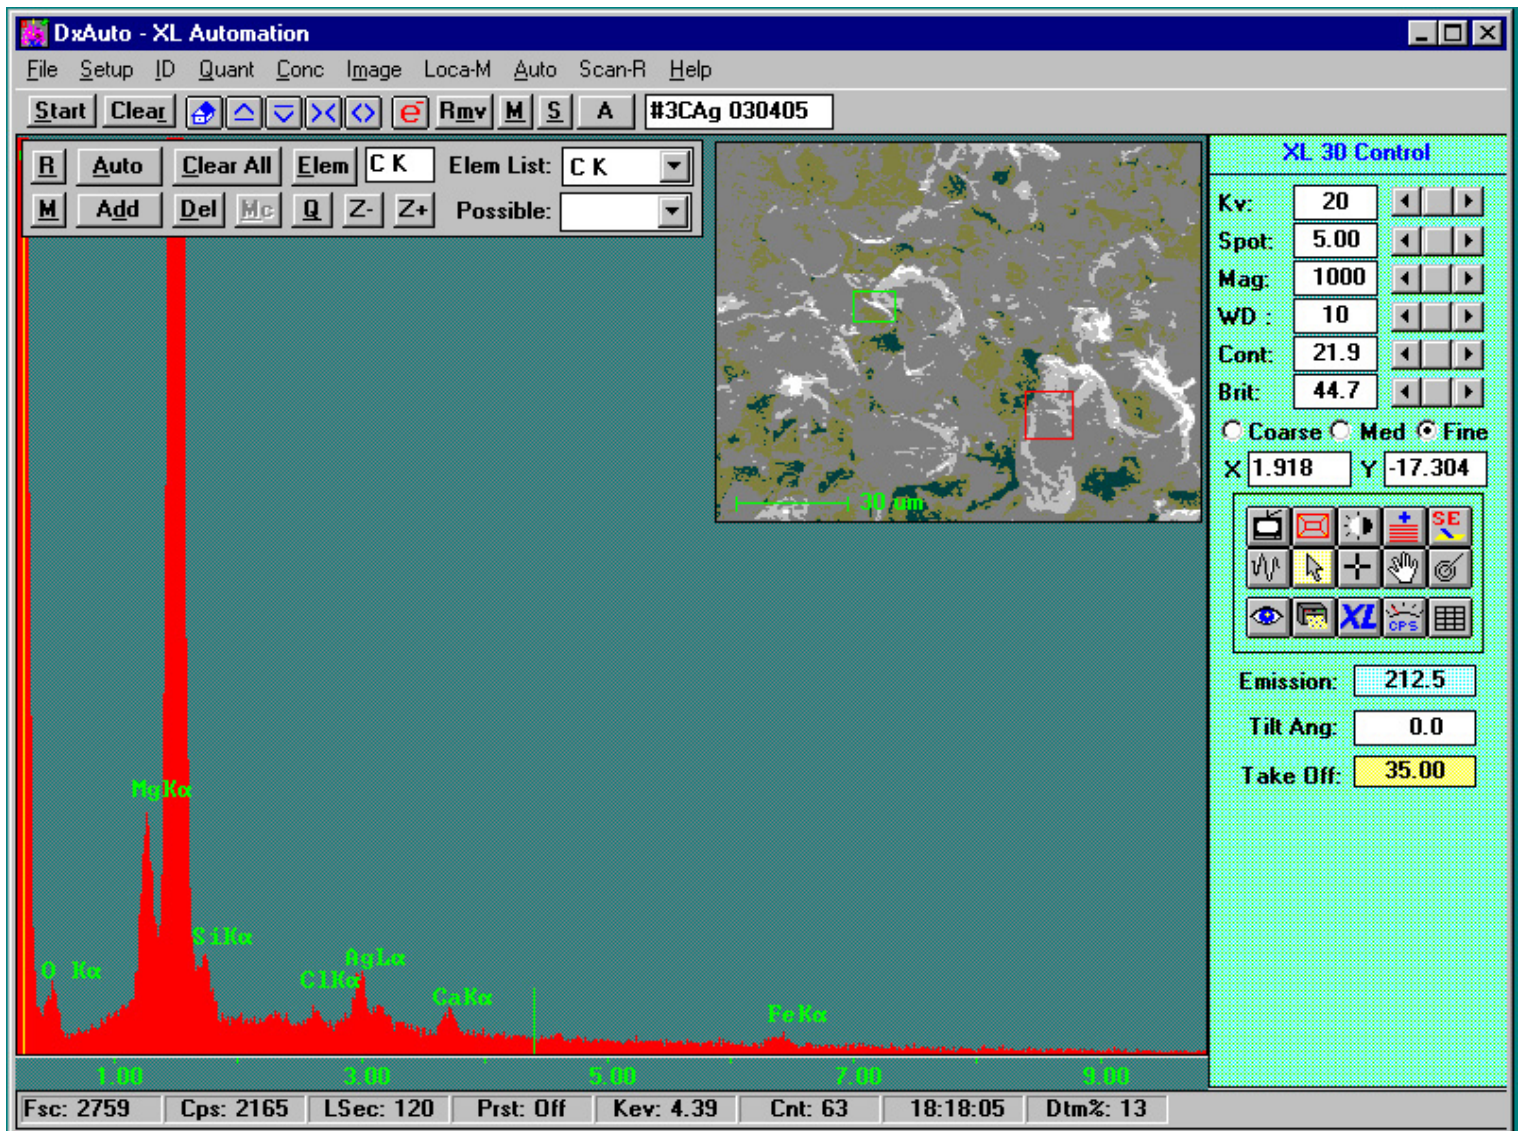 DxAuto - XL Automation
File Setup ID Quant Conc Image Loca-M Auto Scan-R Help
Start Clear e- Rmv M S A #3CAg 030405
R Auto Clear All Elem C K Elem List: C K
M Add Del Mc Q Z- Z+ Possible:
30 um
XL 30 Control
Kv: 20
Spot: 5.00
Mag: 1000
WD : 10
Cont: 21.9
Brit: 44.7
Coarse Med Fine
X 1.918 Y -17.304
SE
XL CPS
Emission: 212.5
Tilt Ang: 0.0
Take Off: 35.00
MgKα
SiKα
O Kα
ClKα
AgLα
CaKα
FeKα
1.00 3.00 5.00 7.00 9.00
Fsc: 2759 Cps: 2165 LSec: 120 Prst: Off Kev: 4.39 Cnt: 63 18:18:05 Dtm%: 13